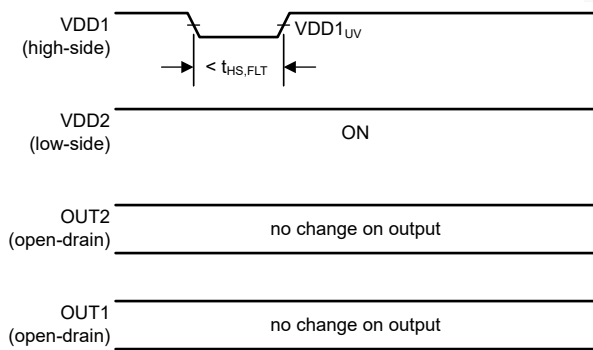 VDD1
(high-side)
VDD1UV
< tHS,FLT
VDD2
(low-side)
ON
OUT2
(open-drain)
no change on output
OUT1
(open-drain)
no change on output